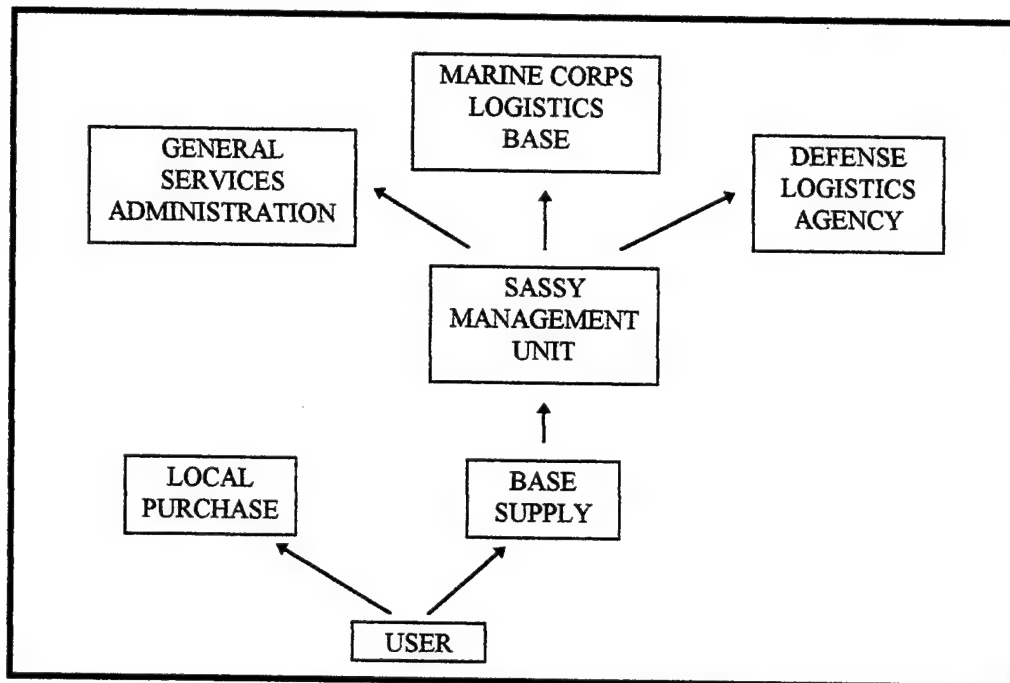 MARINE CORPS
LOGISTICS
BASE
GENERAL
SERVICES
ADMINISTRATION
DEFENSE
LOGISTICS
AGENCY
SASSY
MANAGEMENT
UNIT
LOCAL
PURCHASE
BASE
SUPPLY
USER